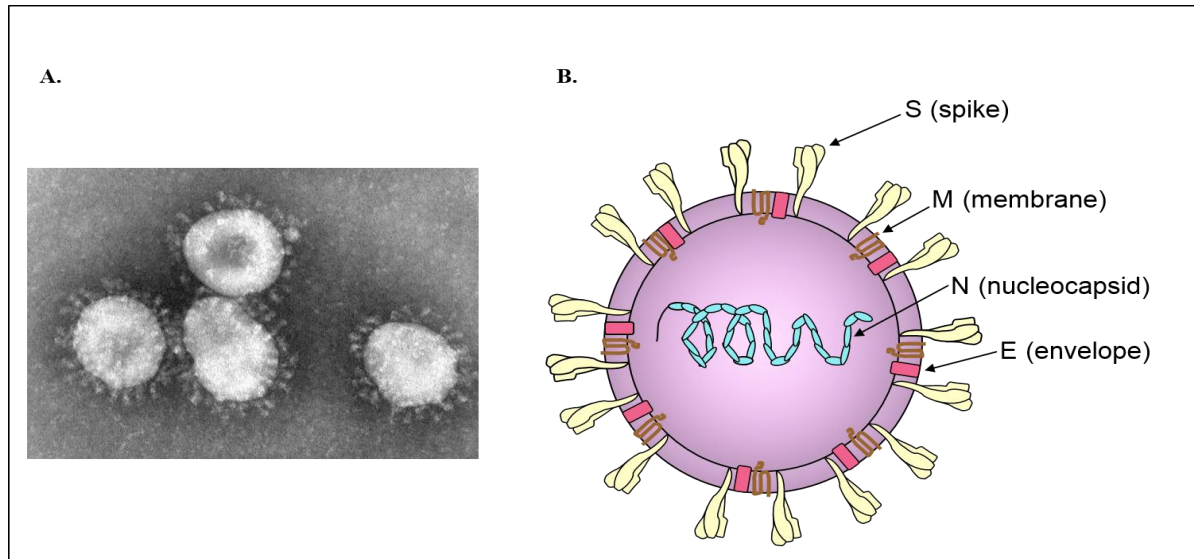 A.
B.
S (spike)
M (membrane)
N (nucleocapsid)
E (envelope)